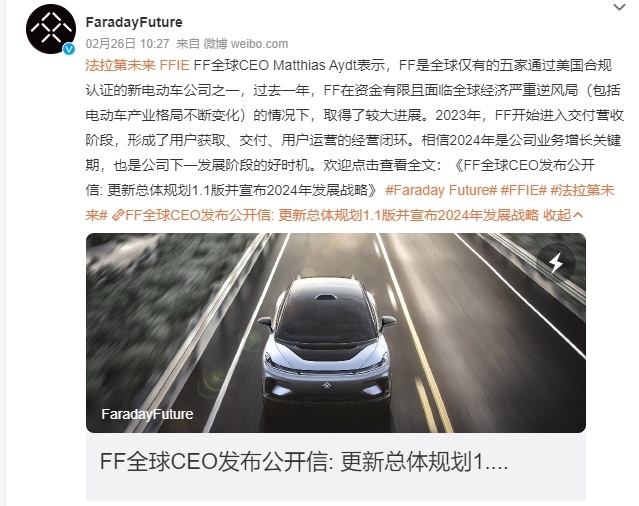 FaradayFuture
02月26日 10:27 来自 微博 weibo.com
法拉第未来 FFIE FF全球CEO Matthias Aydt表示，FF是全球仅有的五家通过美国合规
认证的新电动车公司之一，过去一年，FF在资金有限且面临全球经济严重逆风局（包括
电动车产业格局不断变化）的情况下，取得了较大进展。2023年，FF开始进入交付营收
阶段，形成了用户获取、交付、用户运营的经营闭环。相信2024年是公司业务增长关键
期，也是公司下一发展阶段的好时机。欢迎点击查看全文：《FF全球CEO发布公开
信: 更新总体规划1.1版并宣布2024年发展战略》 #Faraday Future# #FFIE# #法拉第未
来# FF全球CEO发布公开信: 更新总体规划1.1版并宣布2024年发展战略 收起
FaradayFuture
FF全球CEO发布公开信: 更新总体规划1....